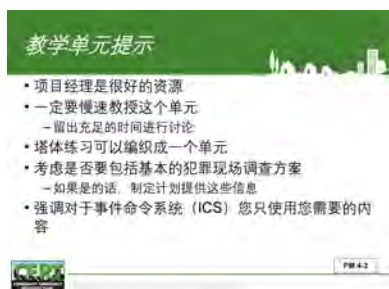 教学单元提示
• 项目经理是很好的资源
• 一定要慢速教授这个单元
–留出充足的时间进行讨论
• 塔体练习可以编织成一个单元
• 考虑是否要包括基本的犯罪现场调查方案
–如果是的话，制定计划提供这些信息
• 强调对于事件命令系统（ICS）您只使用您需要的内
容
PM 4-3
COMMUNITY EMERGENCY